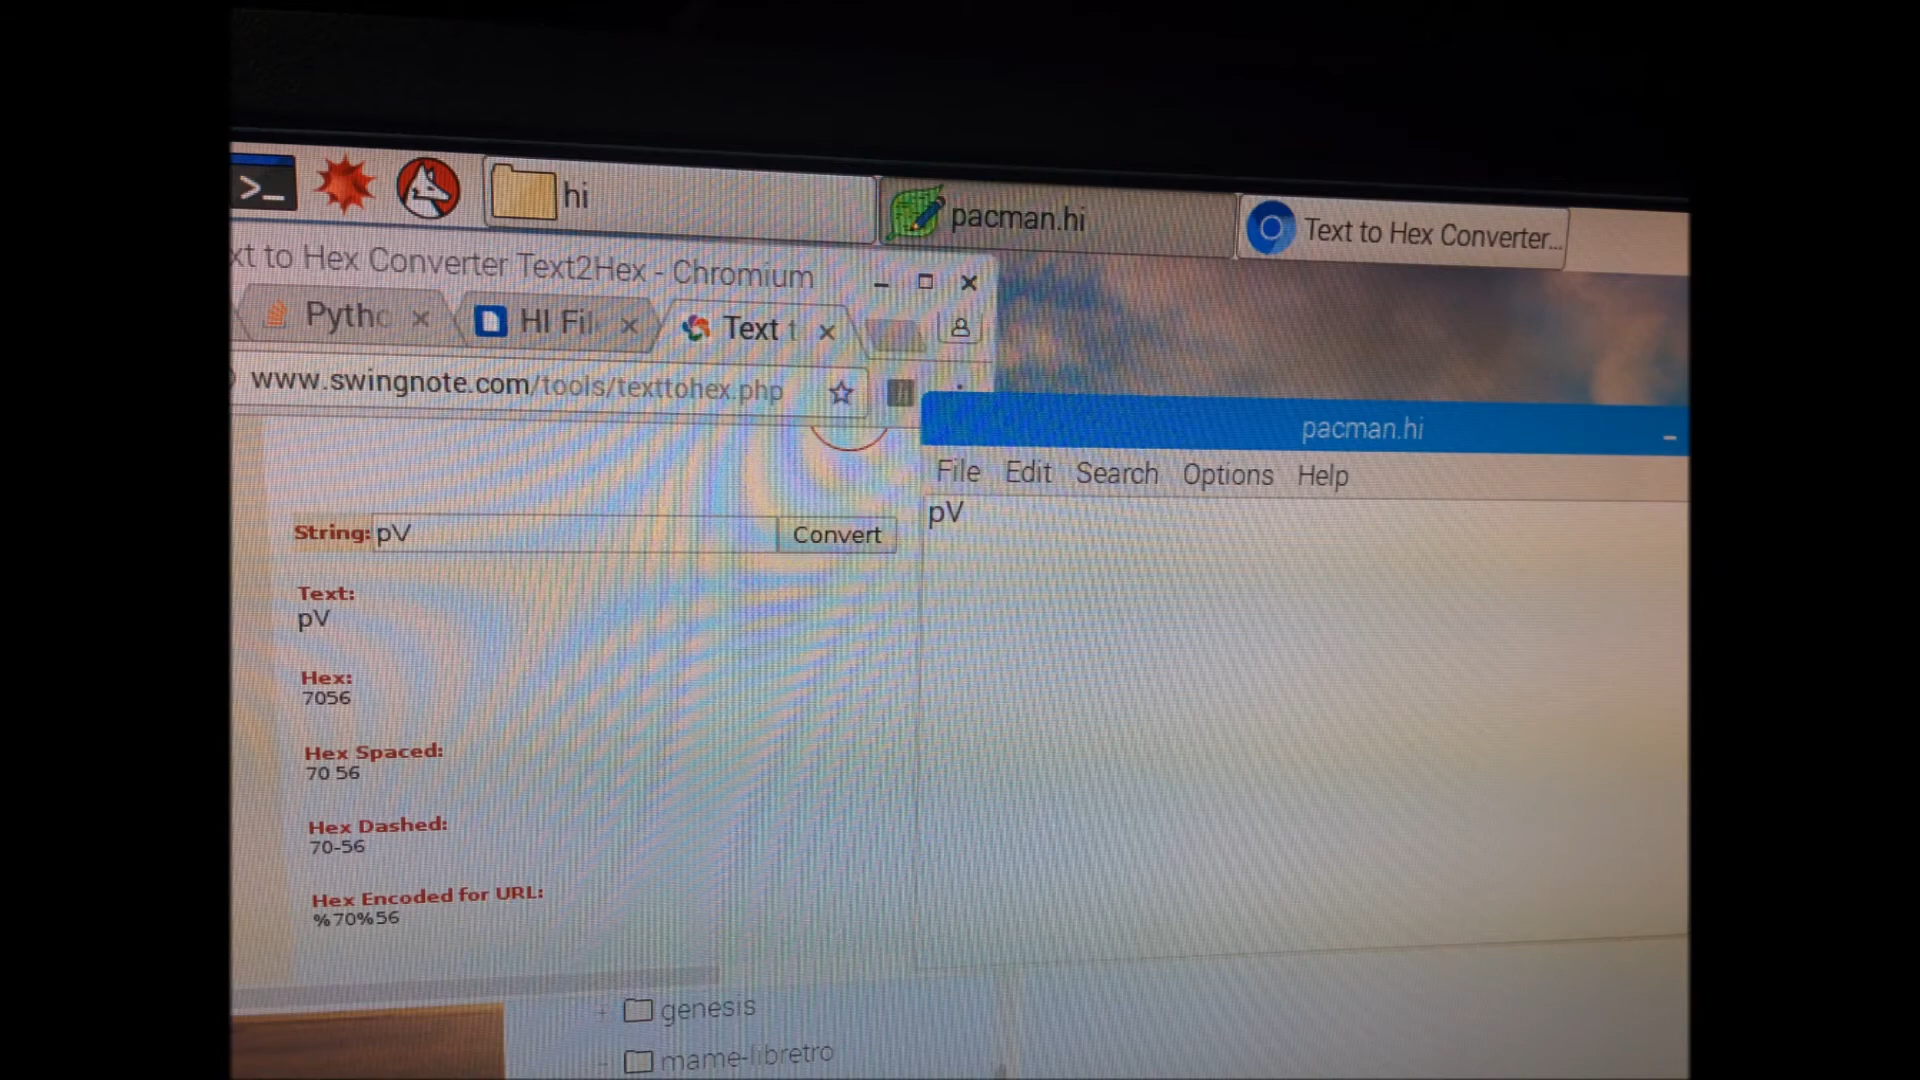 >_
hi
pacman.hi
Text to Hex Converter...
xt to Hex Converter Text2Hex - Chromium
Pytho
HI Fil
Text t
www.swingnote.com/tools/texttohex.php
pacman.hi
File Edit Search Options Help
pV
String: pV
Convert
Text:
pV
Hex:
7056
Hex Spaced:
70 56
Hex Dashed:
70-56
Hex Encoded for URL:
%70%56
genesis
mame-libretro